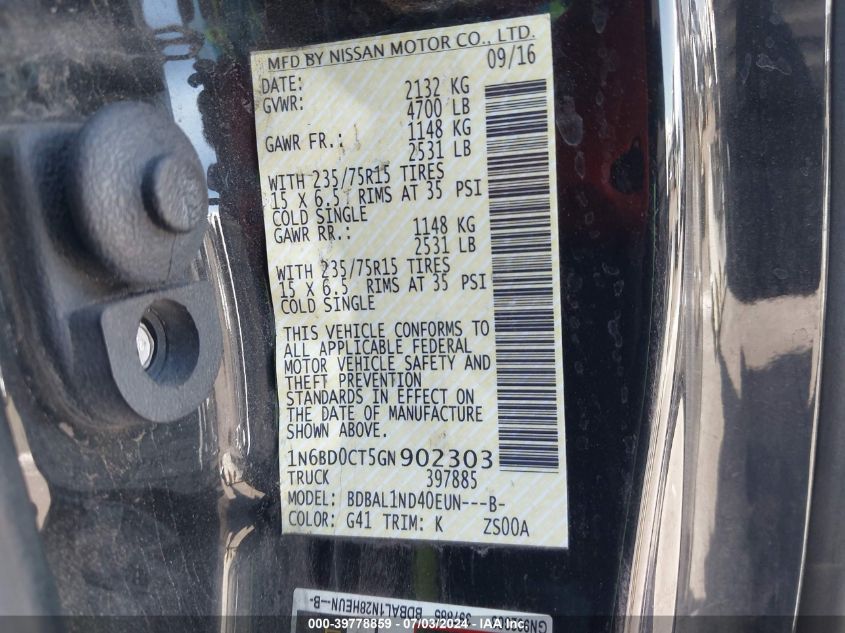 MFD BY NISSAN MOTOR CO., LTD.
DATE: 09/16
GVWR: 2132 KG
4700 LB
GAWR FR.: 1148 KG
2531 LB
WITH 235/75R15 TIRES
15 X 6.5 RIMS AT 35 PSI
COLD SINGLE
GAWR RR.: 1148 KG
2531 LB
WITH 235/75R15 TIRES
15 X 6.5 RIMS AT 35 PSI
COLD SINGLE
THIS VEHICLE CONFORMS TO
ALL APPLICABLE FEDERAL
MOTOR VEHICLE SAFETY AND
THEFT PREVENTION
STANDARDS IN EFFECT ON
THE DATE OF MANUFACTURE
SHOWN ABOVE.
1N6BD0CT5GN902303
TRUCK 397885
MODEL: BDBAL1ND40EUN---B-
COLOR: G41 TRIM: K ZS00A
000-39778859 - 07/03/2024 - IAA, Inc.